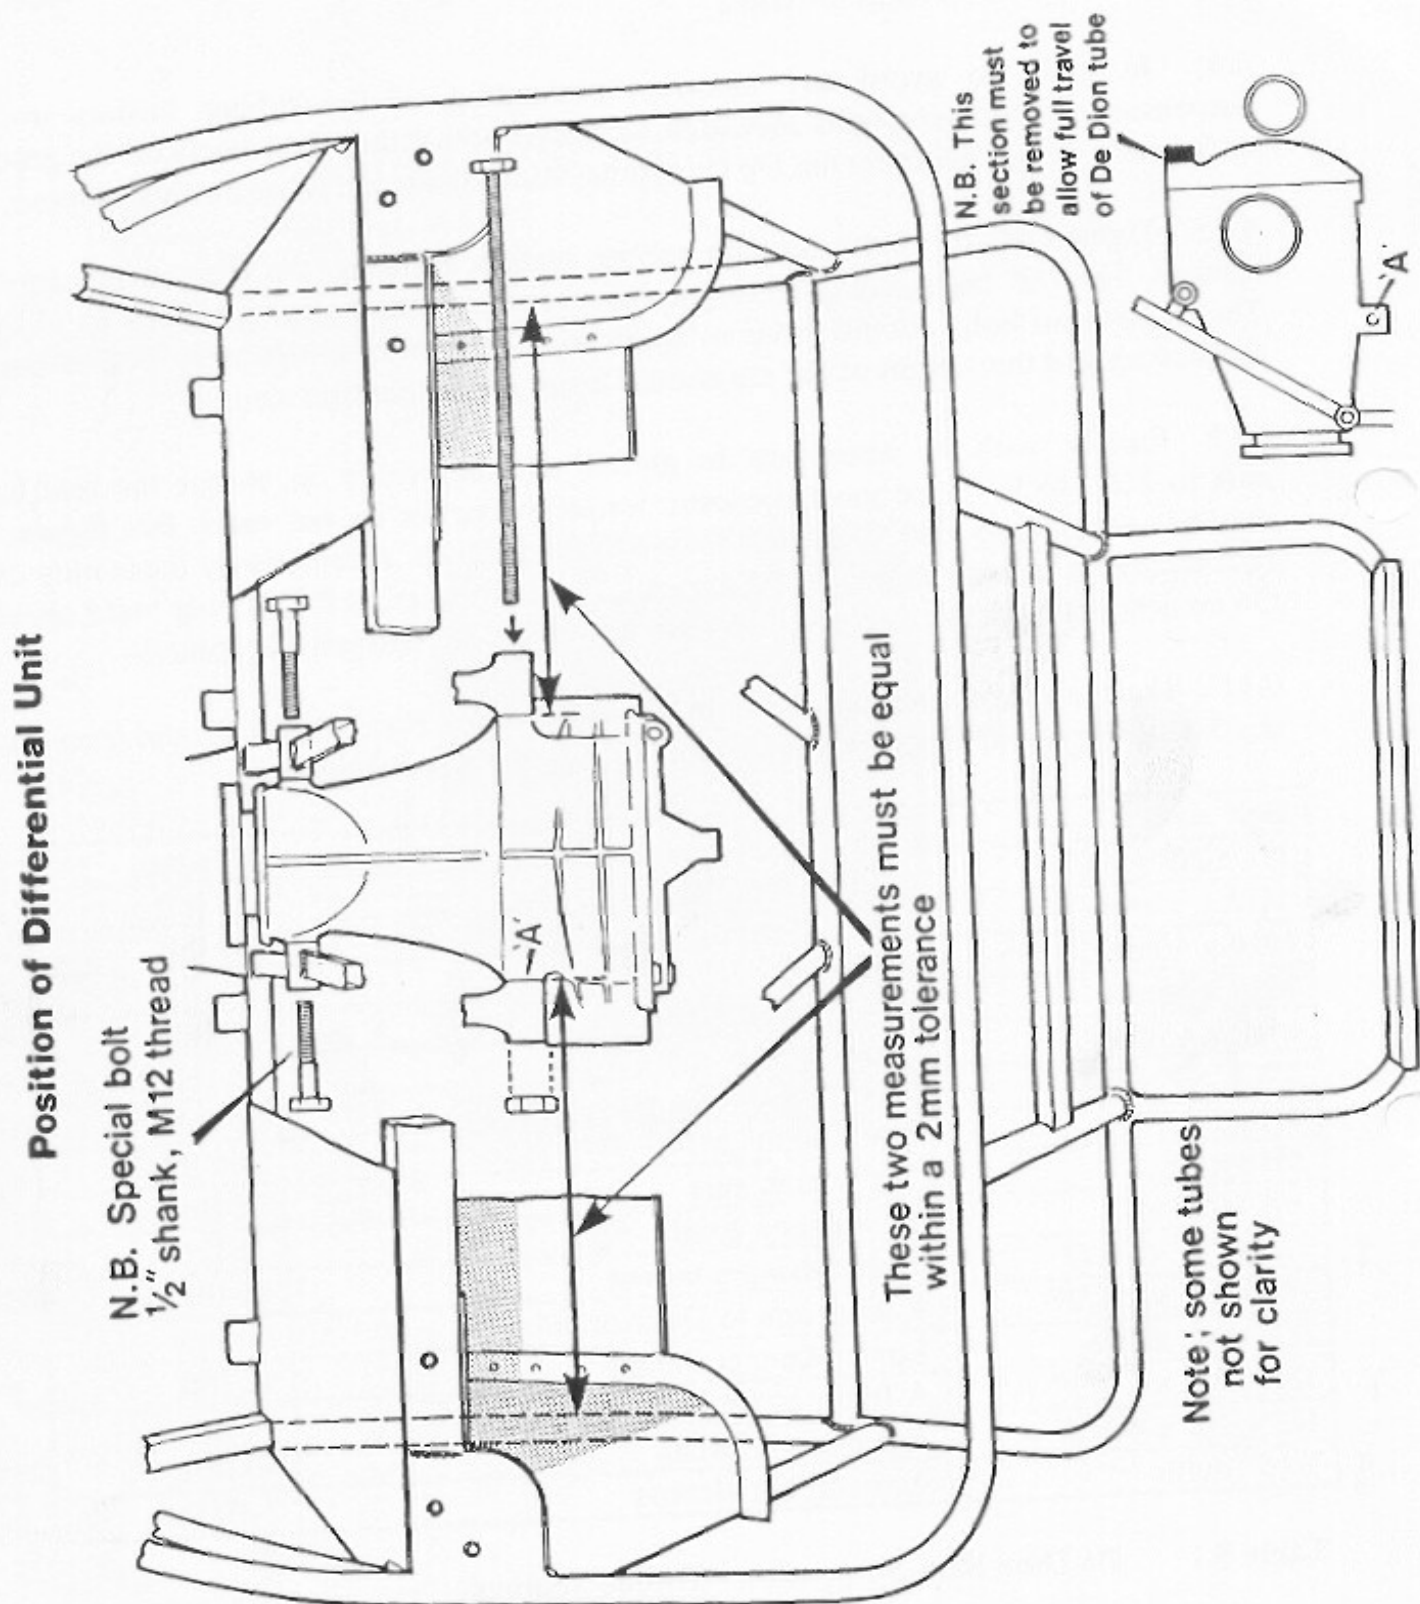 Position of Differential Unit
N.B. Special bolt
½" shank, M12 thread
'A'
These two measurements must be equal
within a 2mm tolerance
Note; some tubes
not shown
for clarity
N.B. This
section must
be removed to
allow full travel
of De Dion tube
'A'